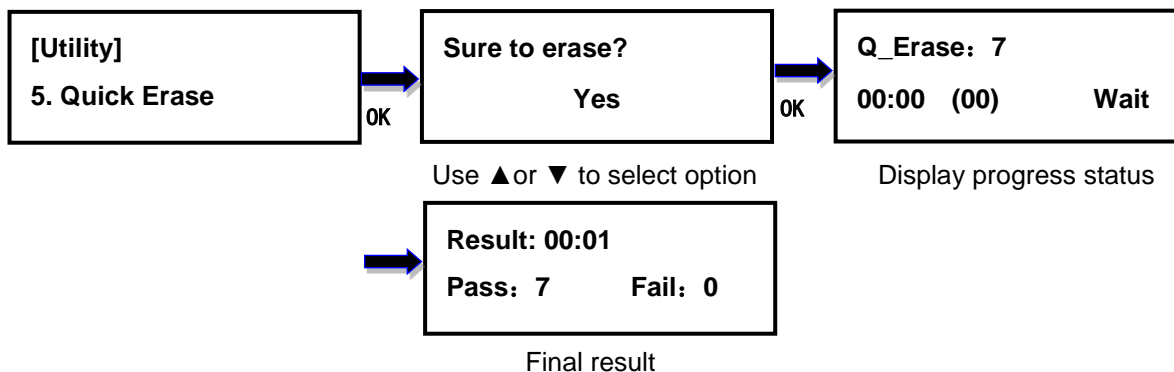 [Utility]
5. Quick Erase
OK
Sure to erase?
Yes
OK
Q_Erase：7
00:00 (00) Wait
Use ▲or ▼ to select option
Display progress status
Result: 00:01
Pass：7 Fail：0
Final result